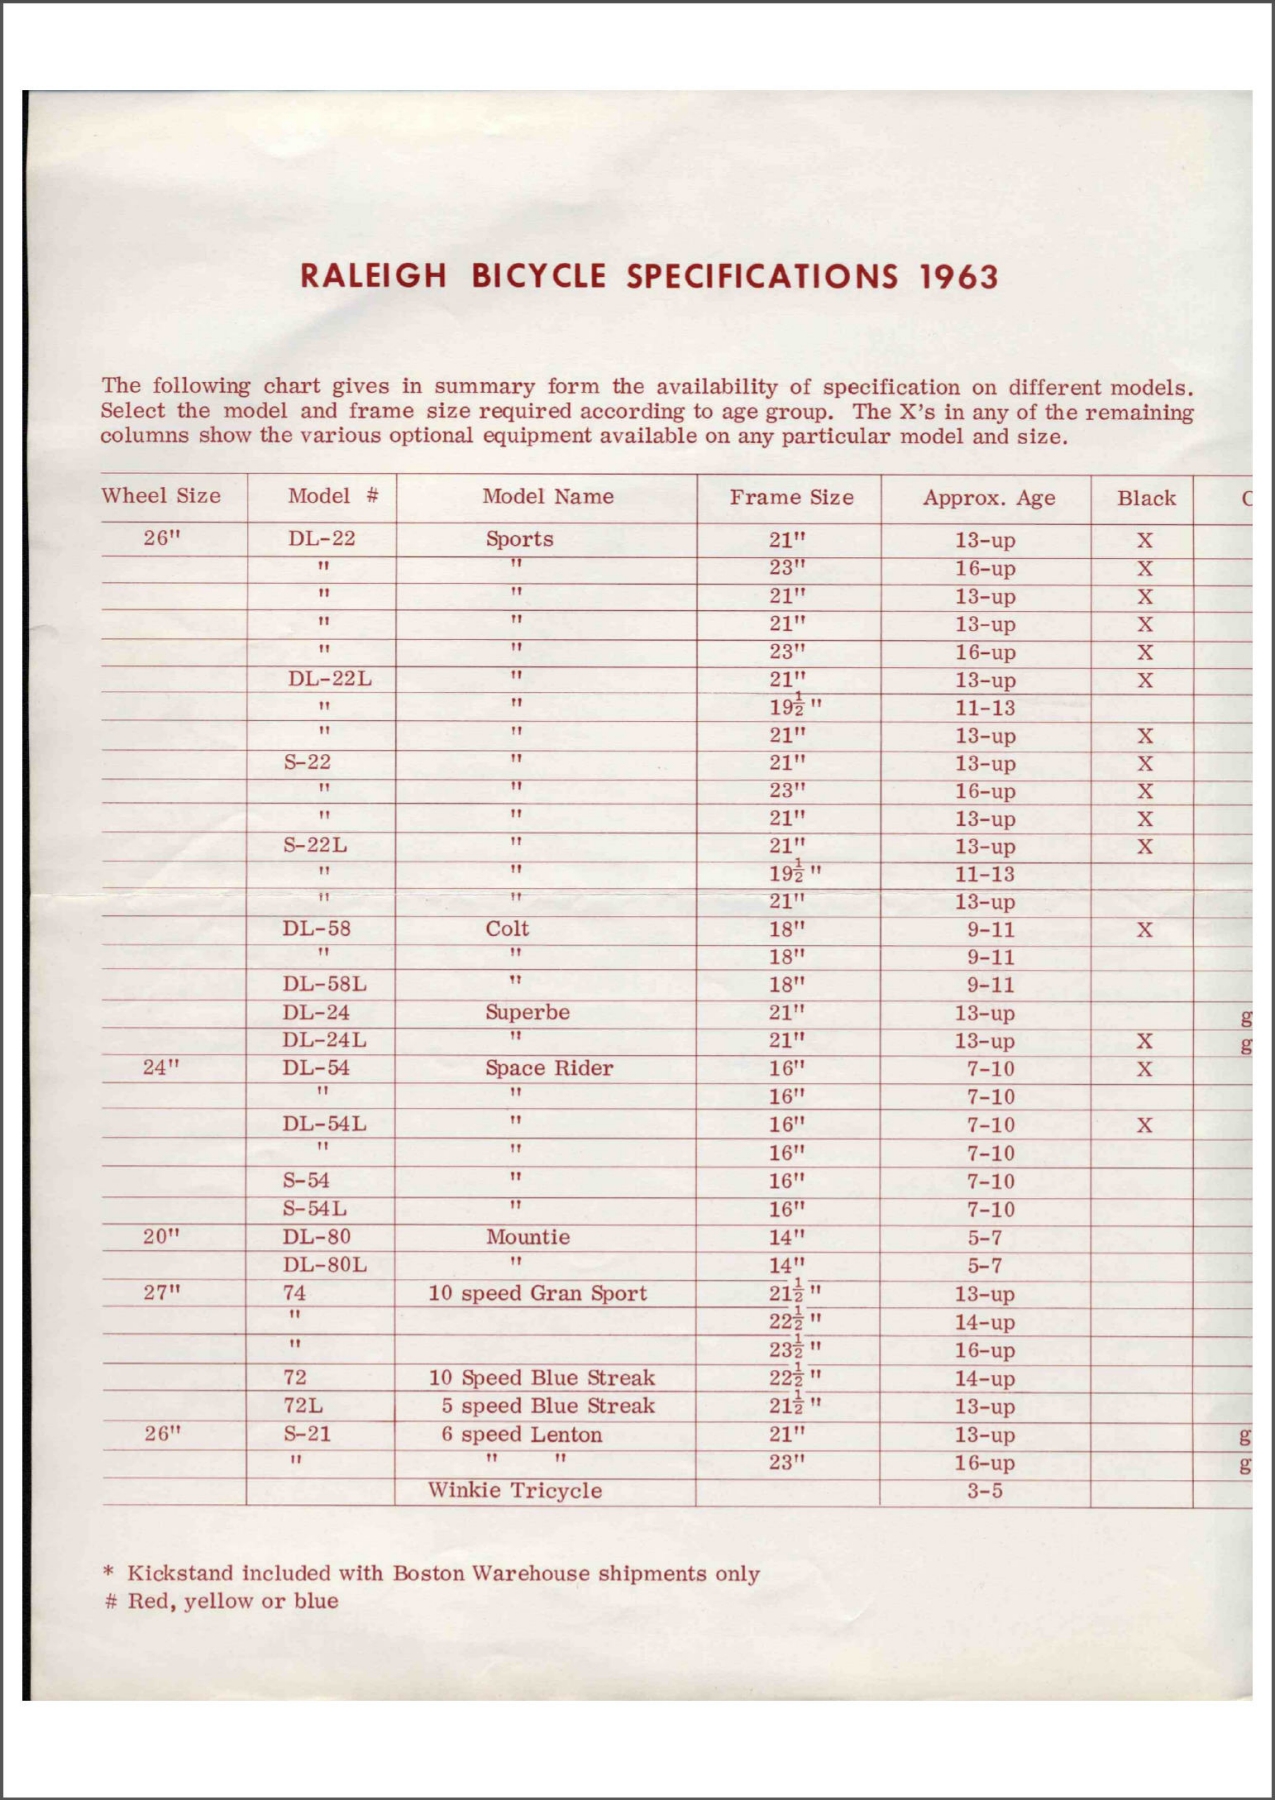 RALEIGH BICYCLE SPECIFICATIONS 1963
The following chart gives in summary form the availability of specification on different models.
Select the model and frame size required according to age group. The X's in any of the remaining
columns show the various optional equipment available on any particular model and size.
Wheel Size Model # Model Name Frame Size Approx. Age Black C
26" DL-22 Sports 21" 13-up X
" " 23" 16-up X
" " 21" 13-up X
" " 21" 13-up X
" " 23" 16-up X
DL-22L " 21" 13-up X
" " 19½" 11-13
" " 21" 13-up X
S-22 " 21" 13-up X
" " 23" 16-up X
" " 21" 13-up X
S-22L " 21" 13-up X
" " 19½" 11-13
" " 21" 13-up
DL-58 Colt 18" 9-11 X
" " 18" 9-11
DL-58L " 18" 9-11
DL-24 Superbe 21" 13-up g
DL-24L " 21" 13-up X g
24" DL-54 Space Rider 16" 7-10 X
" " 16" 7-10
DL-54L " 16" 7-10 X
" " 16" 7-10
S-54 " 16" 7-10
S-54L " 16" 7-10
20" DL-80 Mountie 14" 5-7
DL-80L " 14" 5-7
27" 74 10 speed Gran Sport 21½" 13-up
" 22½" 14-up
" 23½" 16-up
72 10 Speed Blue Streak 22½" 14-up
72L 5 speed Blue Streak 21½" 13-up
26" S-21 6 speed Lenton 21" 13-up g
" " " 23" 16-up g
Winkie Tricycle 3-5
* Kickstand included with Boston Warehouse shipments only
# Red, yellow or blue